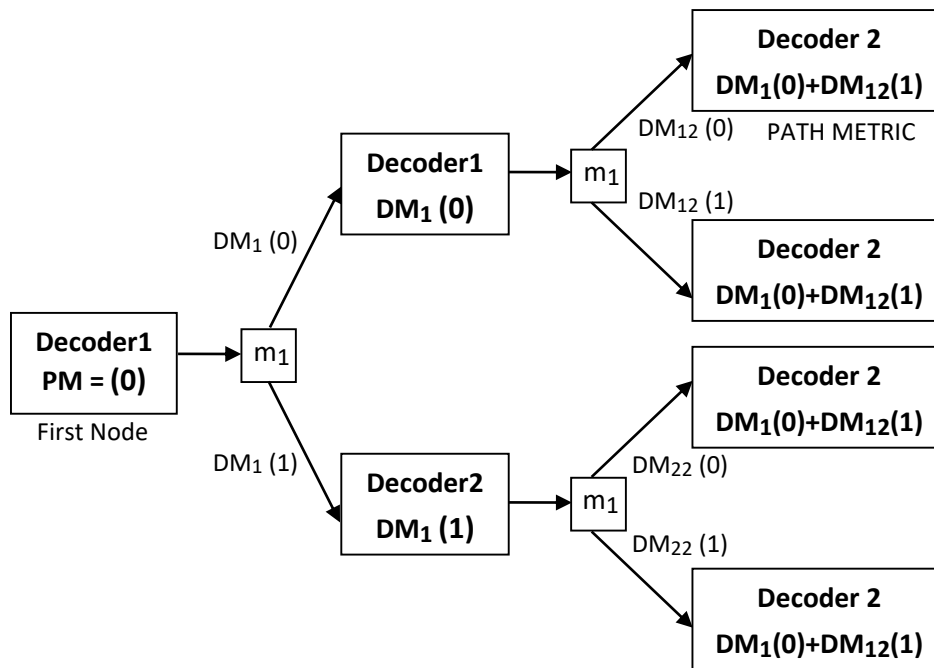 Decoder 2
DM₁(0)+DM₁₂(1)
PATH METRIC
DM₁₂ (0)
Decoder1
DM₁ (0)
m₁
DM₁₂ (1)
DM₁ (0)
Decoder 2
DM₁(0)+DM₁₂(1)
Decoder1
PM = (0)
First Node
m₁
Decoder 2
DM₁(0)+DM₁₂(1)
DM₁ (1)
DM₂₂ (0)
Decoder2
DM₁ (1)
m₁
DM₂₂ (1)
Decoder 2
DM₁(0)+DM₁₂(1)